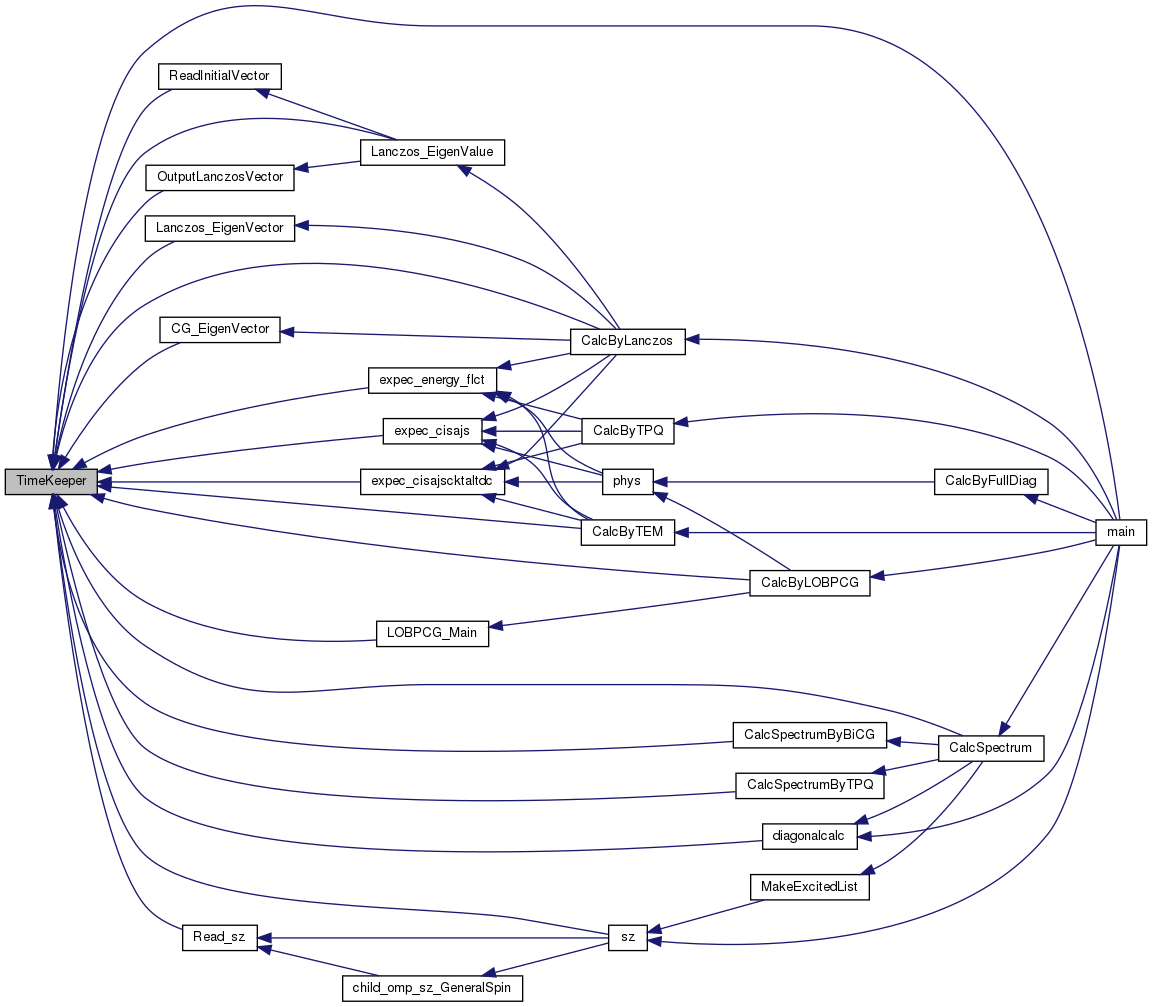 ReadInitialVector
Lanczos_EigenValue
OutputLanczosVector
Lanczos_EigenVector
CG_EigenVector
CalcByLanczos
expec_energy_flct
expec_cisajs
CalcByTPQ
TimeKeeper
expec_cisajscktaltdc
phys
CalcByFullDiag
CalcByTEM
main
CalcByLOBPCG
LOBPCG_Main
CalcSpectrumByBiCG
CalcSpectrum
CalcSpectrumByTPQ
diagonalcalc
MakeExcitedList
Read_sz
sz
child_omp_sz_GeneralSpin